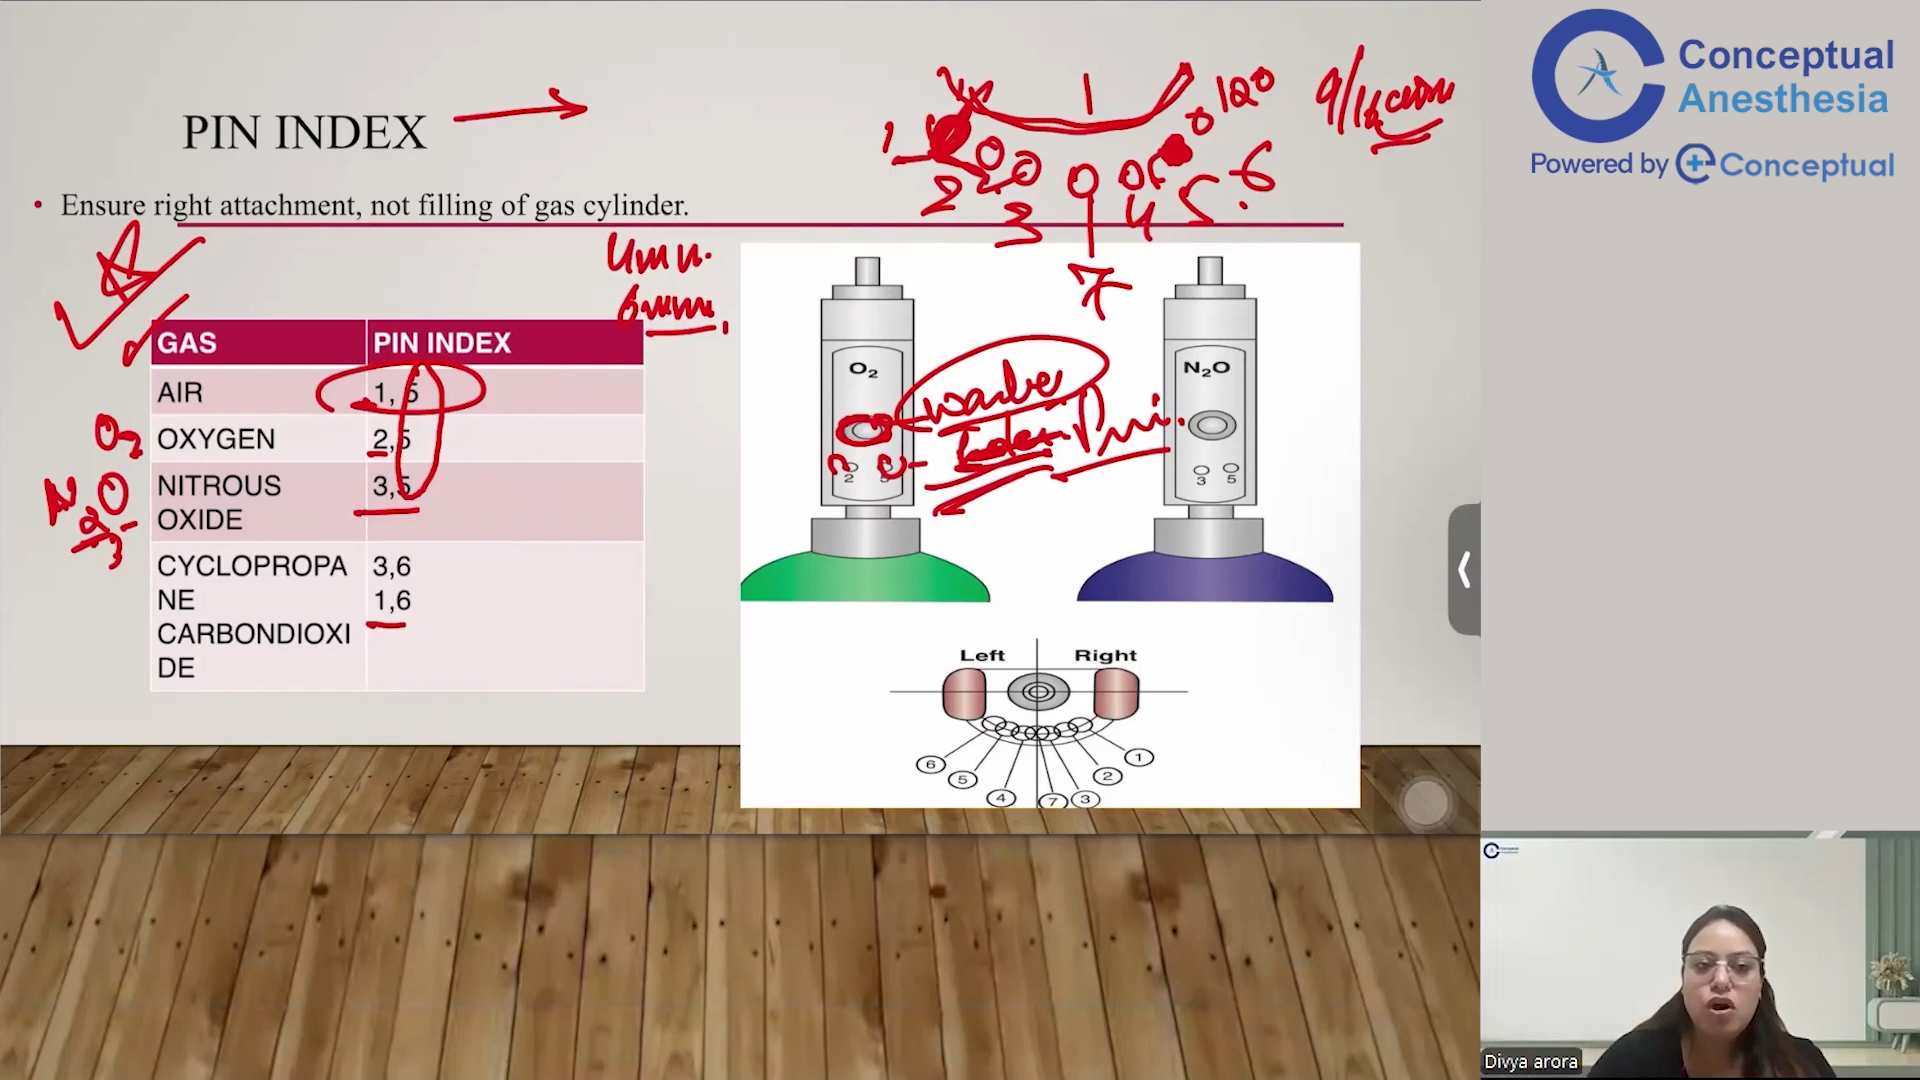 PIN INDEX
• Ensure right attachment, not filling of gas cylinder.
GAS PIN INDEX
AIR 1, 5
OXYGEN 2,5
NITROUS OXIDE 3,5
CYCLOPROPA
NE
CARBONDIOXI
DE
3,6
1,6
O2
N2O
1
2
3
4
5.6
7
O2
2 5
N2O
3 5
Left Right
6
5
4
7
3
2
1
Conceptual
Anesthesia
Powered by Conceptual
Divya arora